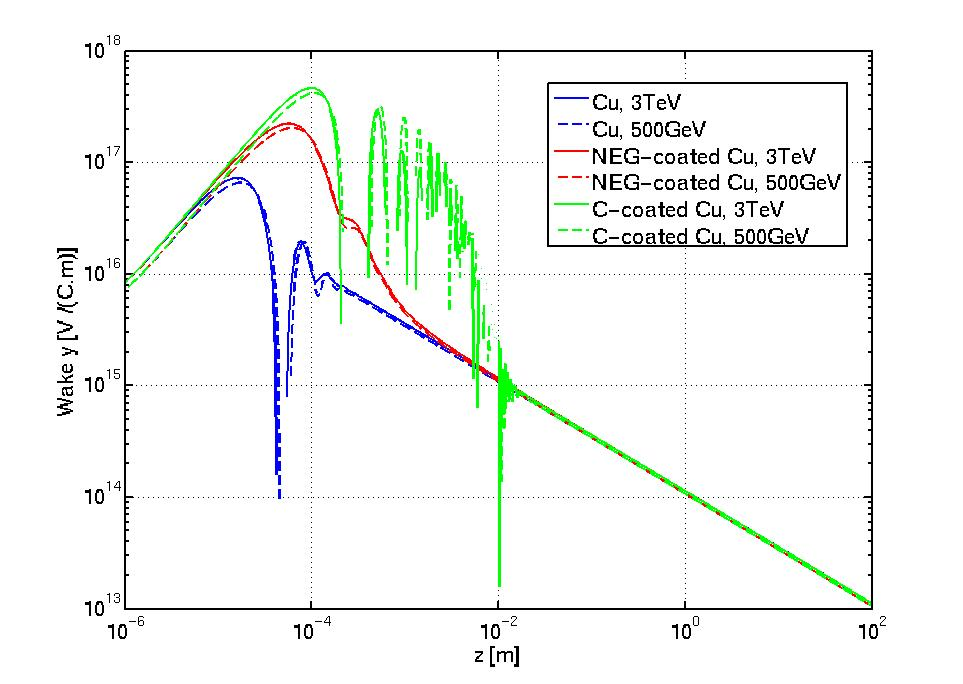 10^18
10^17
10^16
10^15
10^14
10^13
Wake y [V /(C.m)]
Cu, 3TeV
Cu, 500GeV
NEG-coated Cu, 3TeV
NEG-coated Cu, 500GeV
C-coated Cu, 3TeV
C-coated Cu, 500GeV
10^-6
10^-4
10^-2
10^0
10^2
z [m]